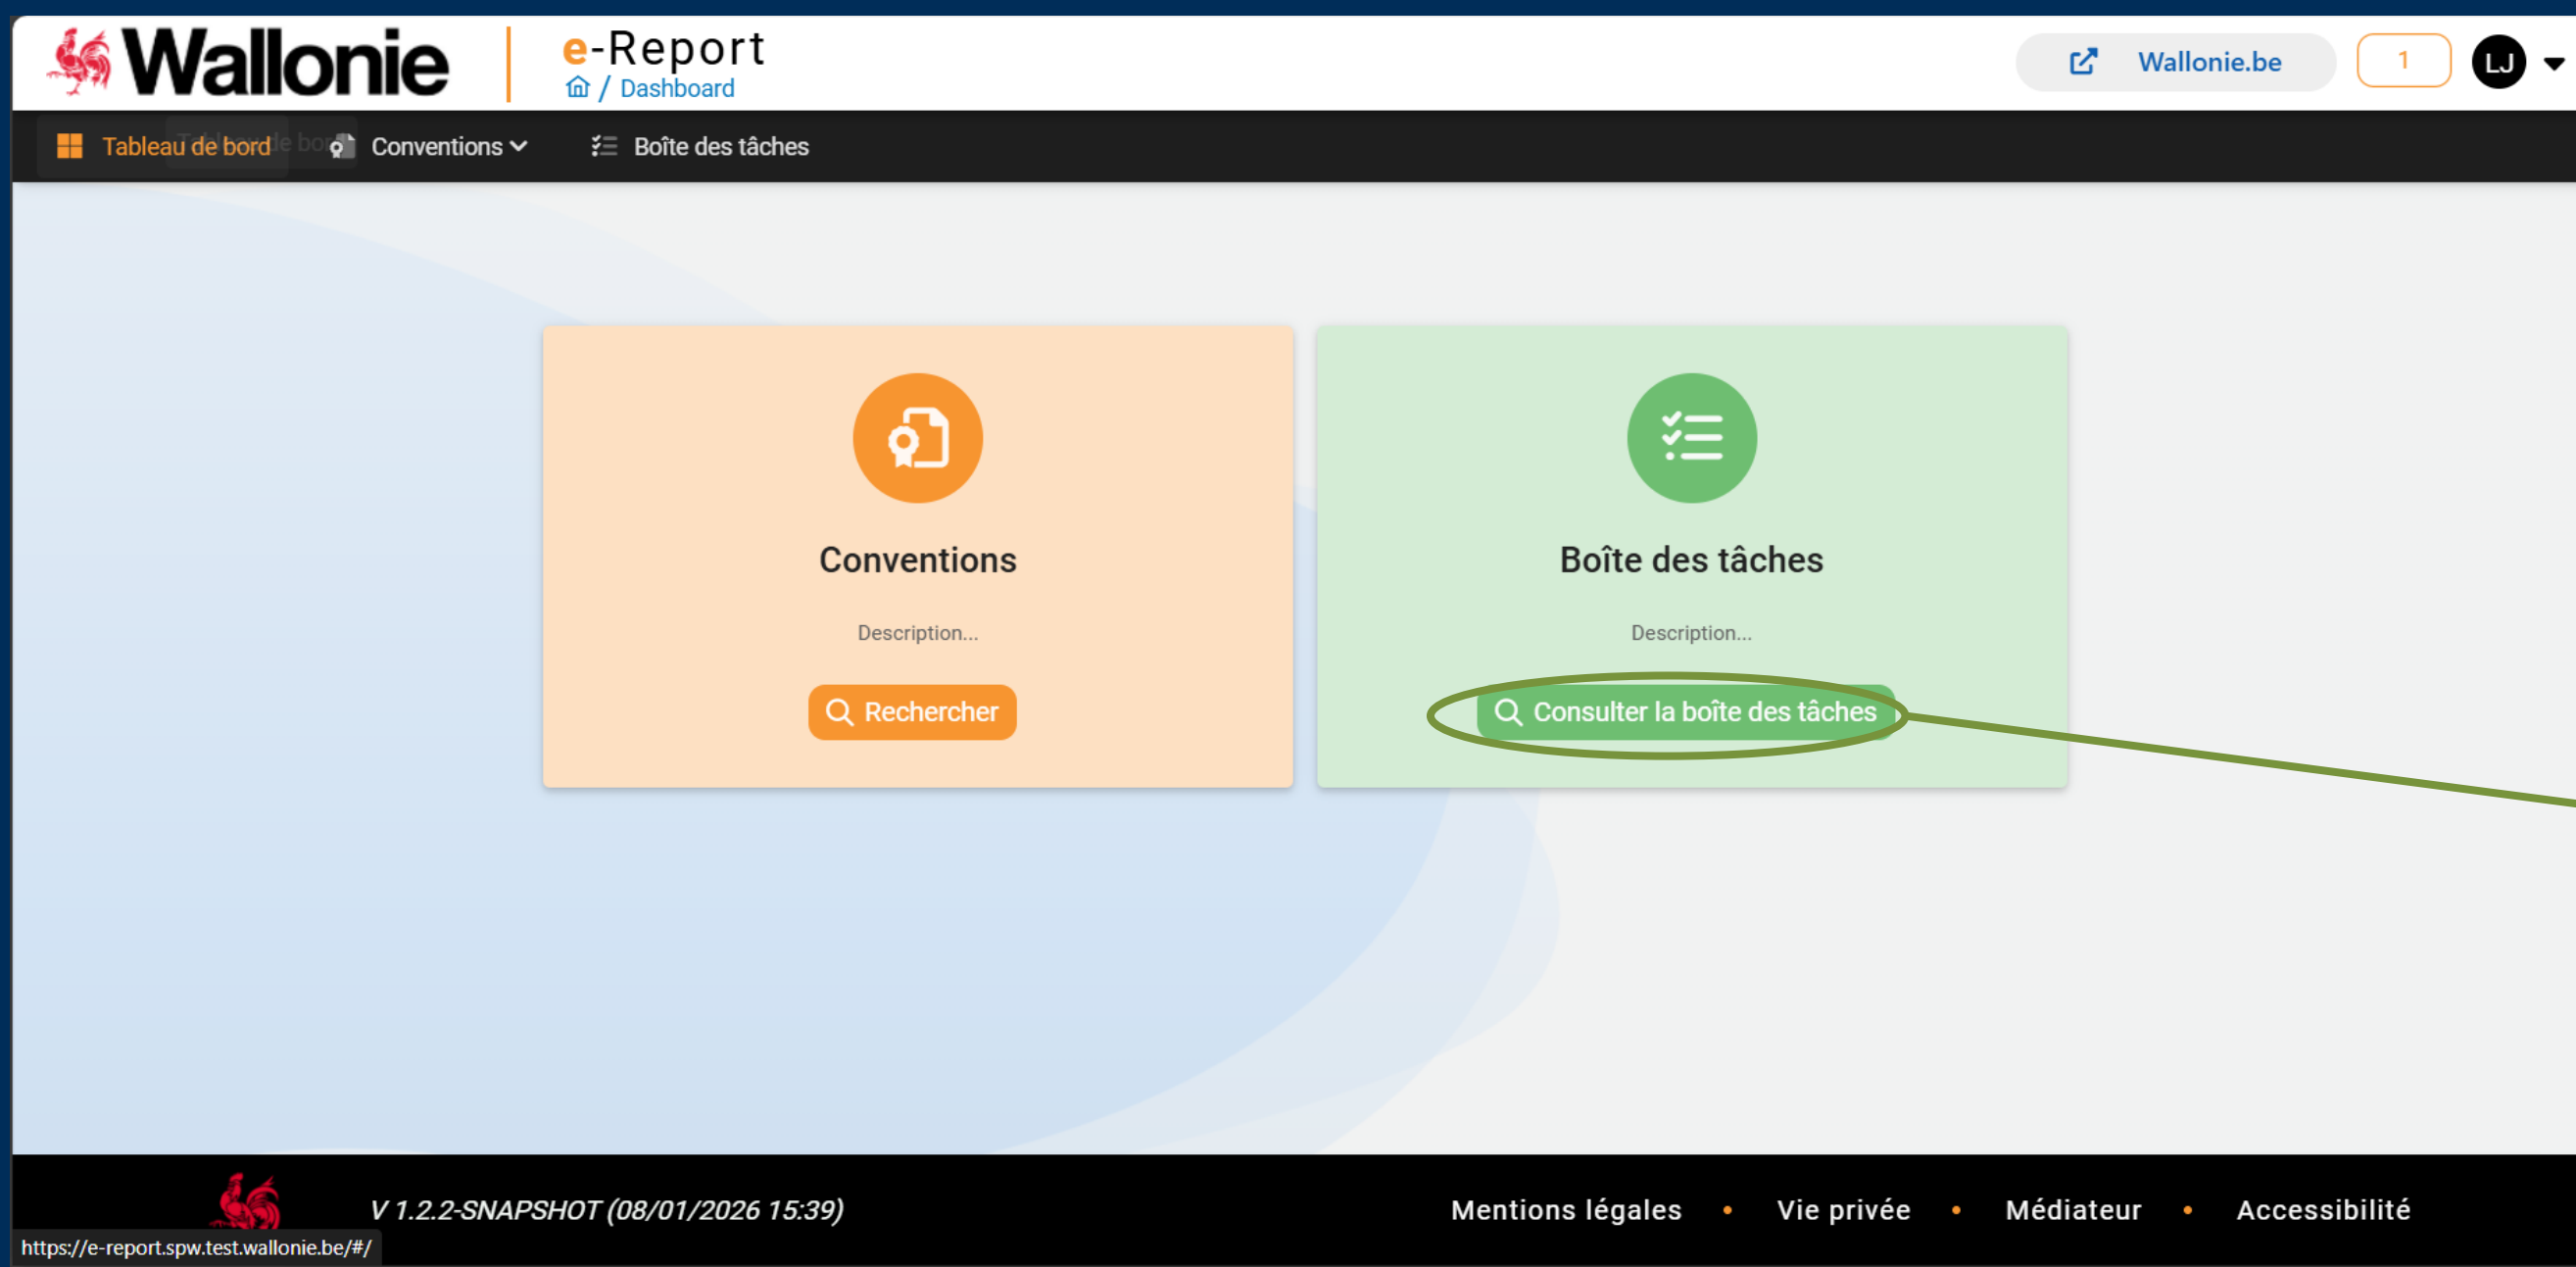 Wallonie
e-Report
/ Dashboard
Wallonie.be
1
LJ
Tableau de bord
Conventions
Boîte des tâches
Conventions
Description...
Rechercher
Boîte des tâches
Description...
Consulter la boîte des tâches
V 1.2.2-SNAPSHOT (08/01/2026 15:39)
Mentions légales • Vie privée • Médiateur • Accessibilité
https://e-report.spw.test.wallonie.be/#/